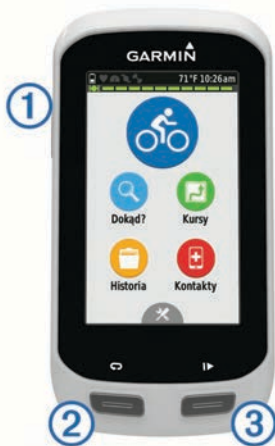 GARMIN
71°F 10:26am
①
Dokąd?
Kursy
Historia
Kontakty
② ③